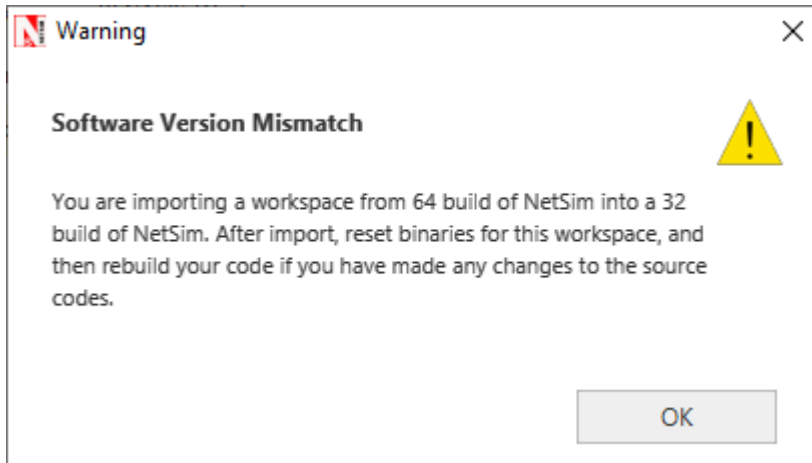 Warning
Software Version Mismatch
You are importing a workspace from 64 build of NetSim into a 32
build of NetSim. After import, reset binaries for this workspace, and
then rebuild your code if you have made any changes to the source
codes.
OK